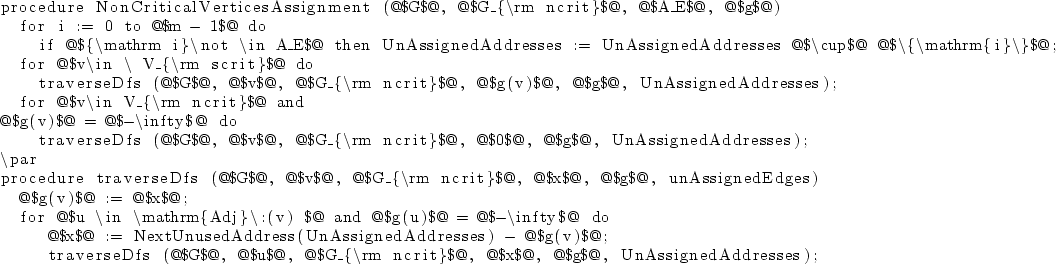 procedure NonCriticalVerticesAssignment (@$G$@, @$G_{\rm ncrit}$@, @$A_E$@, @$g$@)
for i := 0 to @$m - 1$@ do
if @${\mathrm i}\not \in A_E$@ then UnAssignedAddresses := UnAssignedAddresses @$\cup$@ @$\{\mathrm{i}\}$@;
for @$v\in \ V_{\rm scrit}$@ do
traverseDfs (@$G$@, @$v$@, @$G_{\rm ncrit}$@, @$g(v)$@, @$g$@, UnAssignedAddresses);
for @$v\in V_{\rm ncrit}$@ and
@$g(v)$@ = @$-\infty$@ do
traverseDfs (@$G$@, @$v$@, @$G_{\rm ncrit}$@, @$0$@, @$g$@, UnAssignedAddresses);
\par
procedure traverseDfs (@$G$@, @$v$@, @$G_{\rm ncrit}$@, @$x$@, @$g$@, unAssignedEdges)
@$g(v)$@ := @$x$@;
for @$u \in \mathrm{Adj}\:(v) $@ and @$g(u)$@ = @$-\infty$@ do
@$x$@ := NextUnusedAddress(UnAssignedAddresses) − @$g(v)$@;
traverseDfs (@$G$@, @$u$@, @$G_{\rm ncrit}$@, @$x$@, @$g$@, UnAssignedAddresses);